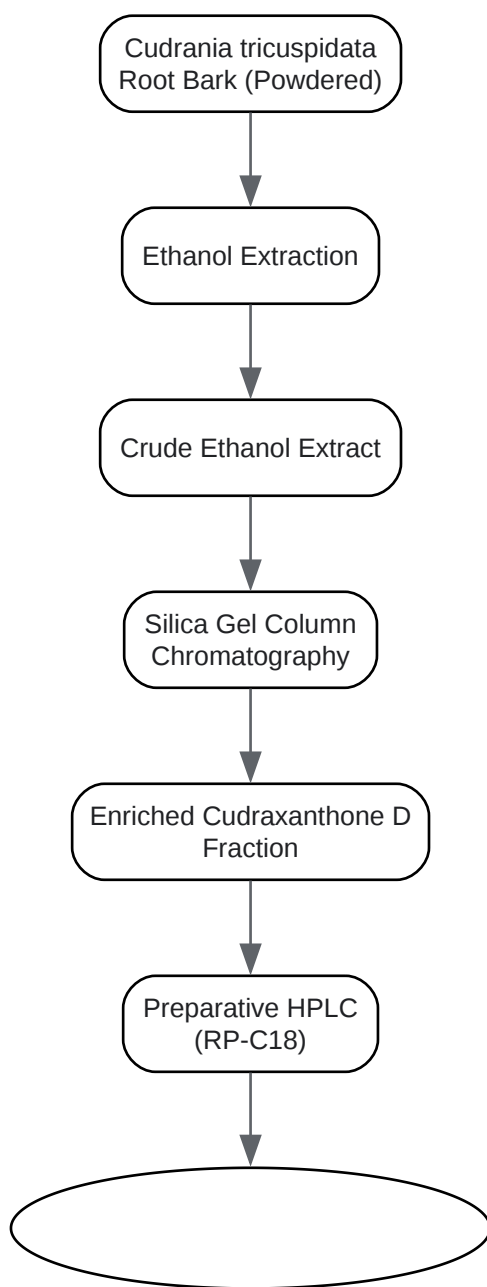 Cudrania tricuspidata
Root Bark (Powdered)
Ethanol Extraction
Crude Ethanol Extract
Silica Gel Column
Chromatography
Enriched Cudraxanthone D
Fraction
Preparative HPLC
(RP-C18)